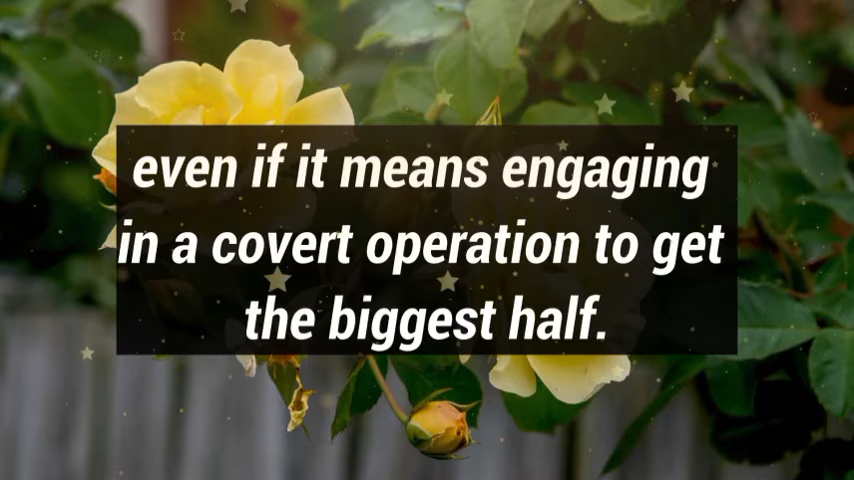 even if it means engaging
in a covert operation to get
the biggest half.